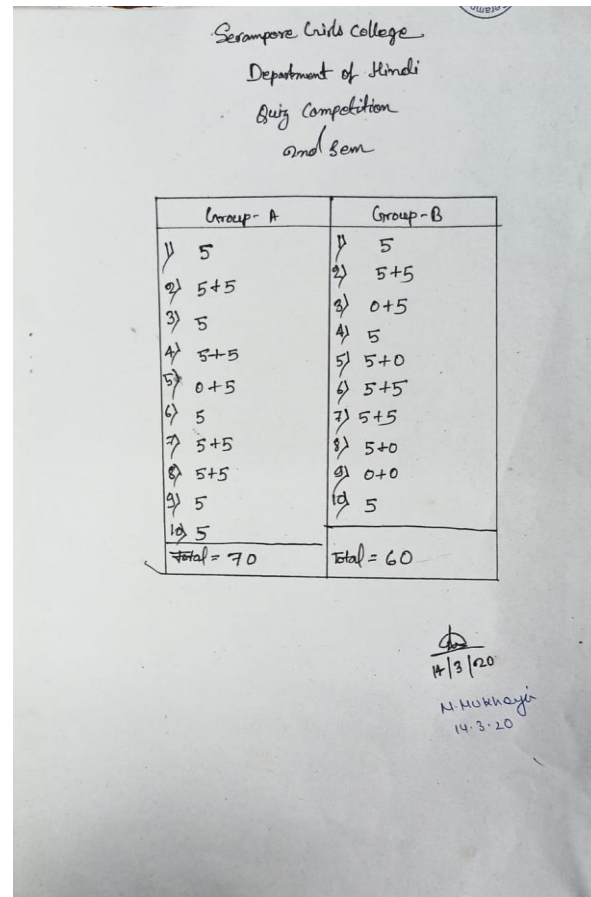 Serampore Girls College
Department of Hindi
Quiz Competition
2nd Sem
Group - A
1) 5
2) 5+5
3) 5
4) 5+5
5) 0+5
6) 5
7) 5+5
8) 5+5
9) 5
10) 5
Total = 70
Group - B
1) 5
2) 5+5
3) 0+5
4) 5
5) 5+0
6) 5+5
7) 5+5
8) 5+0
9) 0+0
10) 5
Total = 60
14/3/20
M. Mukherjee
14.3.20